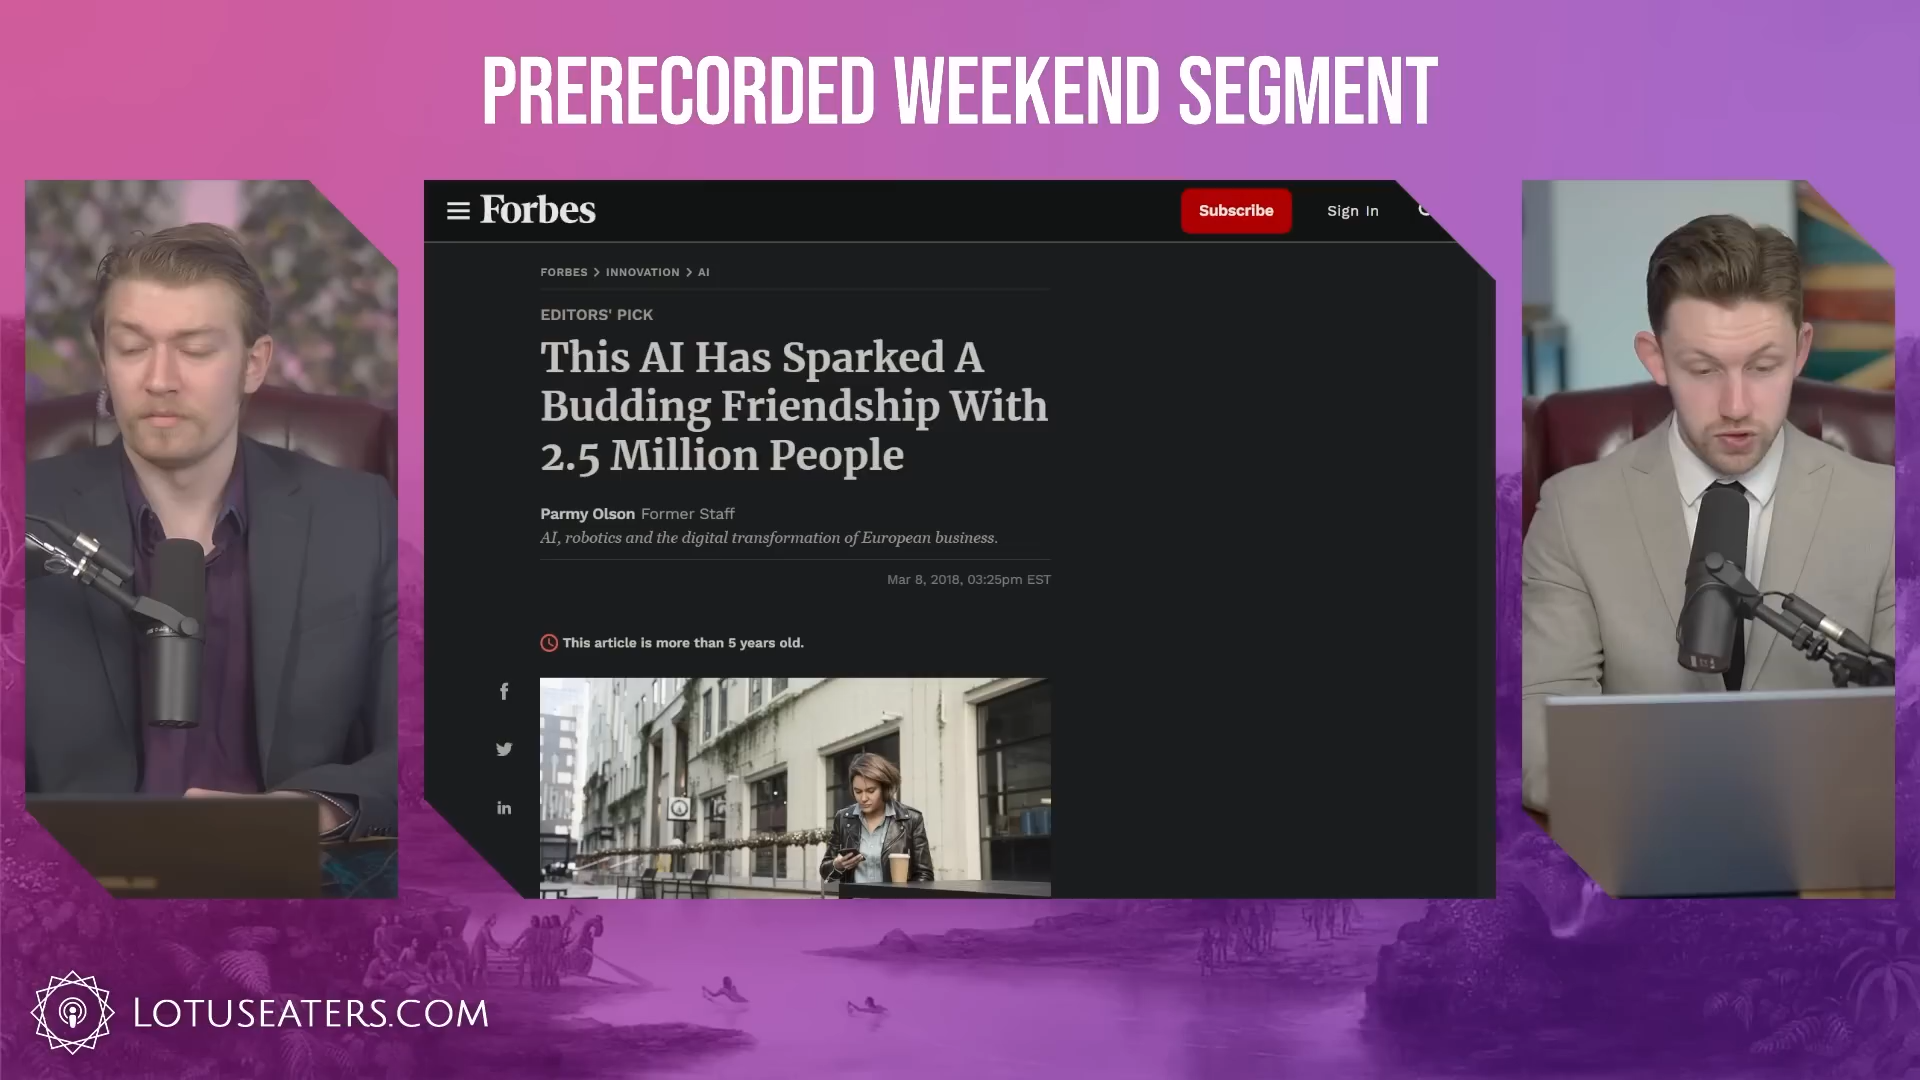 PRERECORDED WEEKEND SEGMENT
Forbes
Subscribe
Sign In
FORBES > INNOVATION > AI
EDITORS' PICK
This AI Has Sparked A
Budding Friendship With
2.5 Million People
Parmy Olson Former Staff
AI, robotics and the digital transformation of European business.
Mar 8, 2018, 03:25pm EST
This article is more than 5 years old.
f
in
LOTUSEATERS.COM